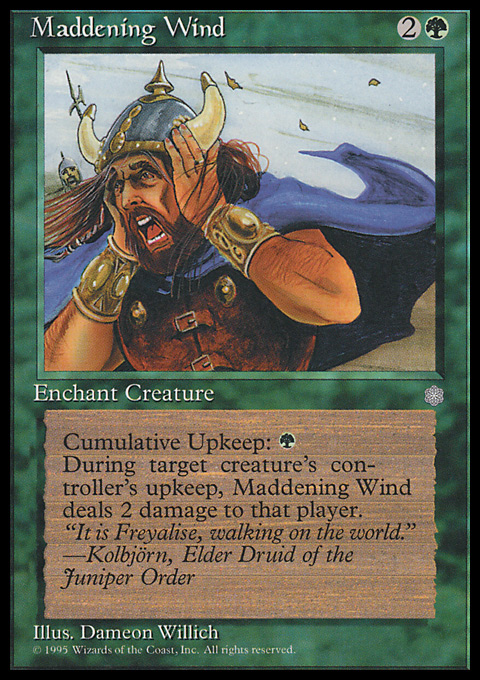 Maddening Wind 2
Enchant Creature
Cumulative Upkeep:
During target creature's con-
troller's upkeep, Maddening Wind
deals 2 damage to that player.
“It is Freyalise, walking on the world.”
—Kolbjörn, Elder Druid of the
Juniper Order
Illus. Dameon Willich
© 1995 Wizards of the Coast, Inc. All rights reserved.